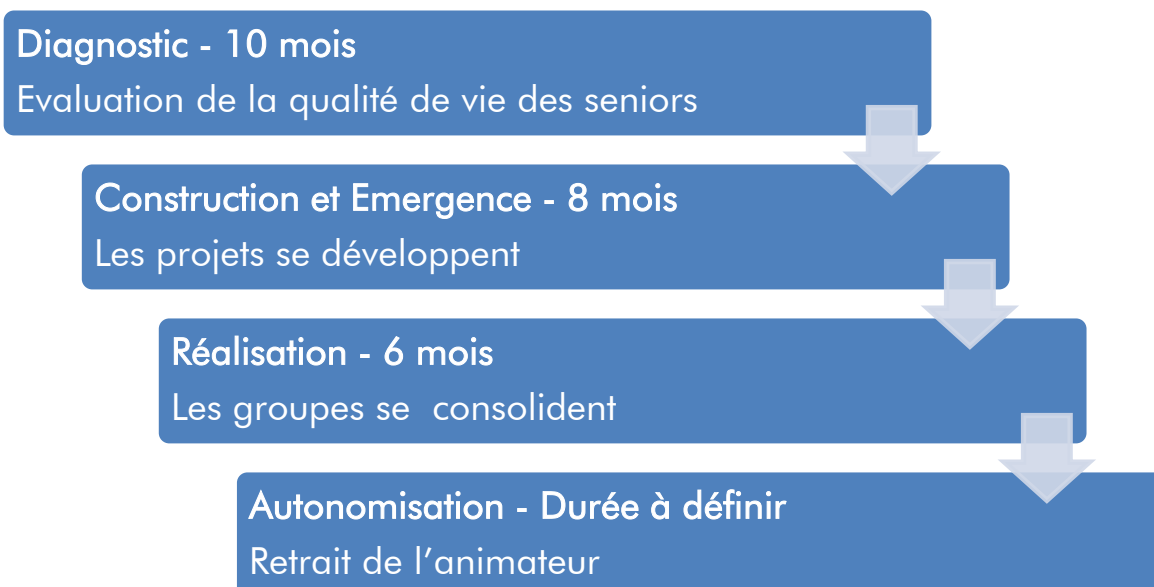 Diagnostic - 10 mois
Evaluation de la qualité de vie des seniors
Construction et Emergence - 8 mois
Les projets se développent
Réalisation - 6 mois
Les groupes se  consolident
Autonomisation - Durée à définir
Retrait de l’animateur